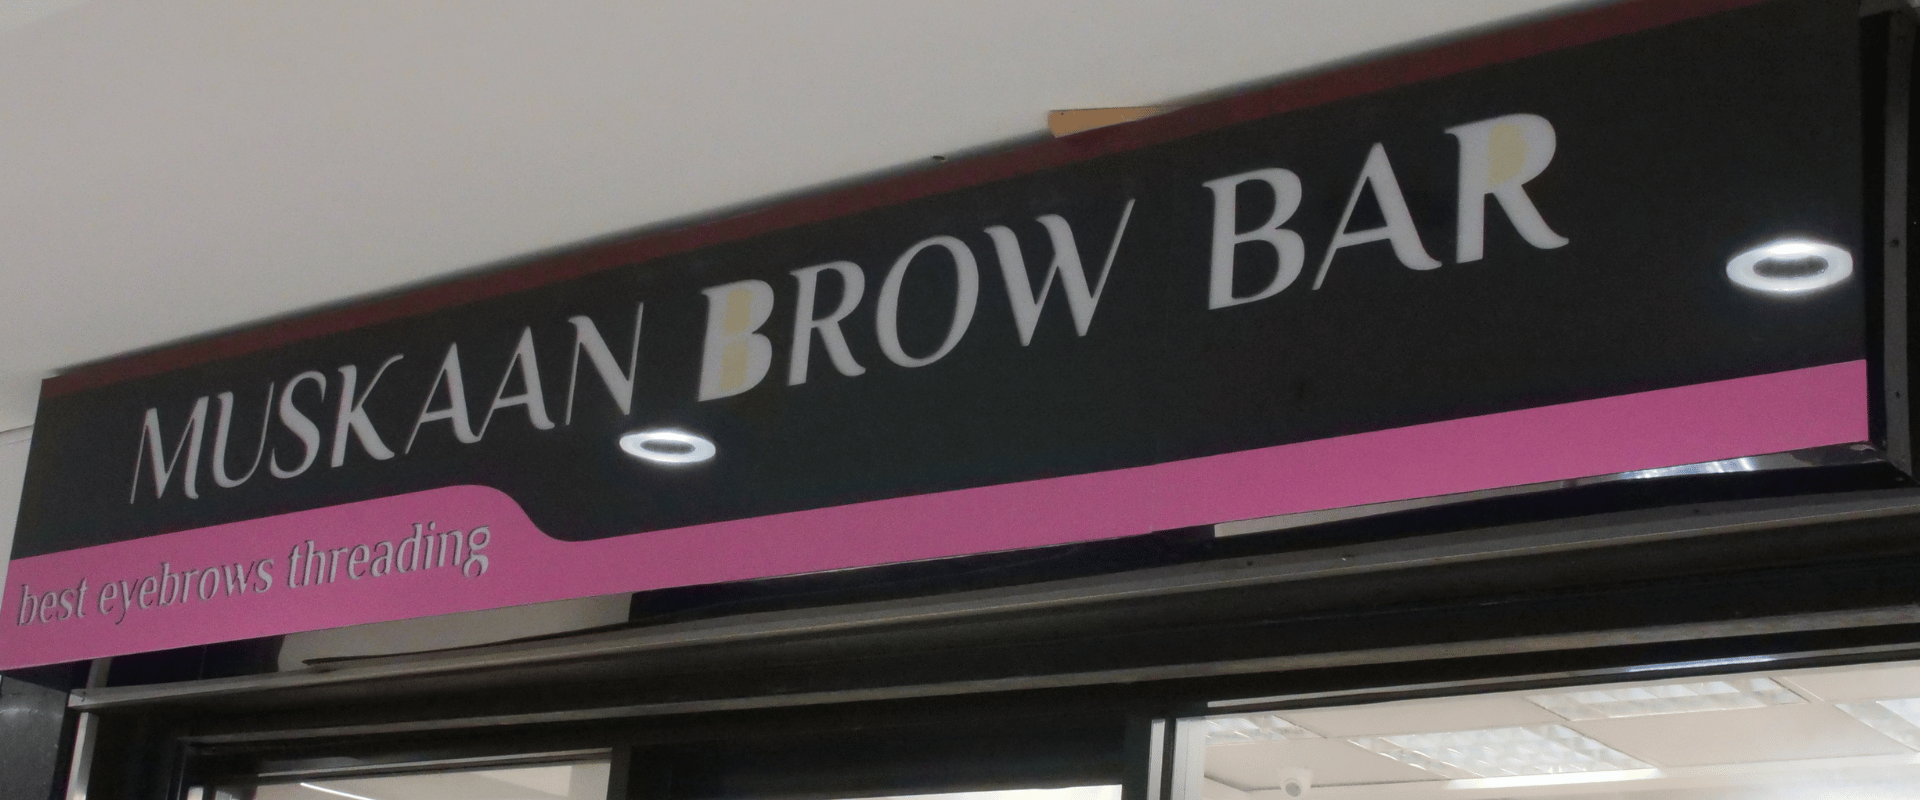 MUSKAAN BROW BAR
best eyebrows threading